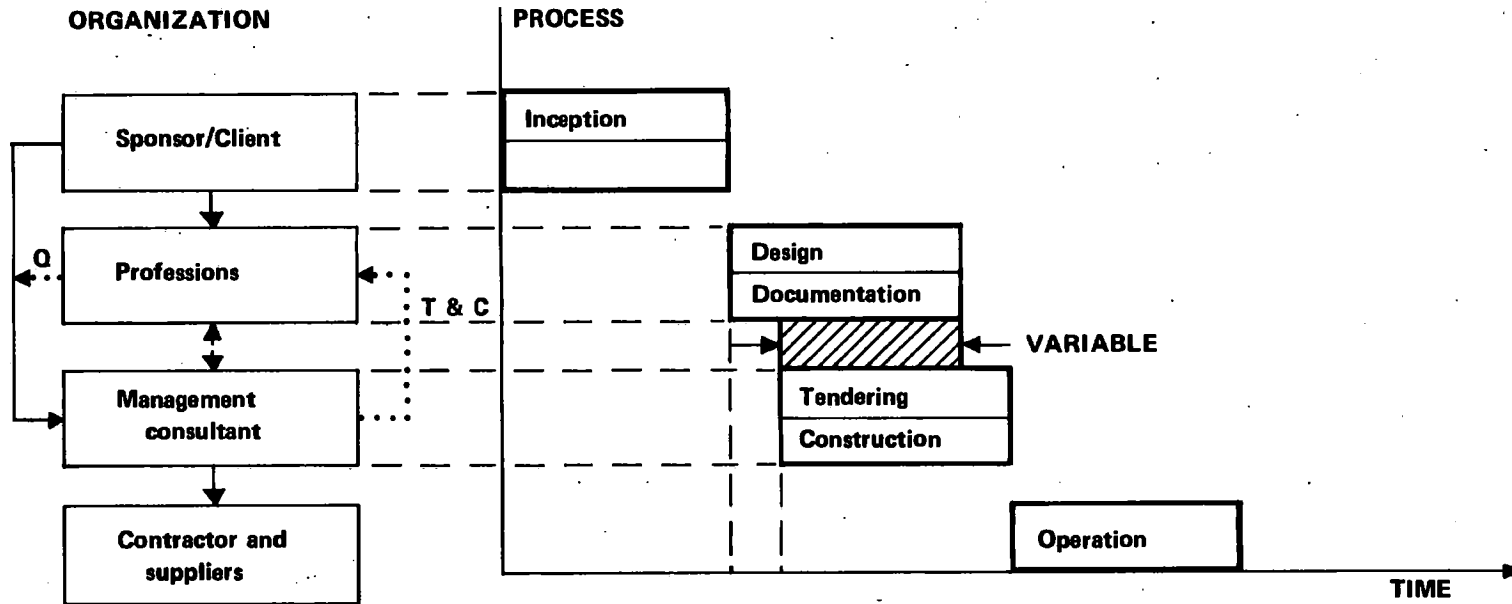 ORGANIZATION
PROCESS
Sponsor/Client
Inception
Professions
Q
T & C
Design
Documentation
VARIABLE
Management
consultant
Tendering
Construction
Contractor and
suppliers
Operation
TIME